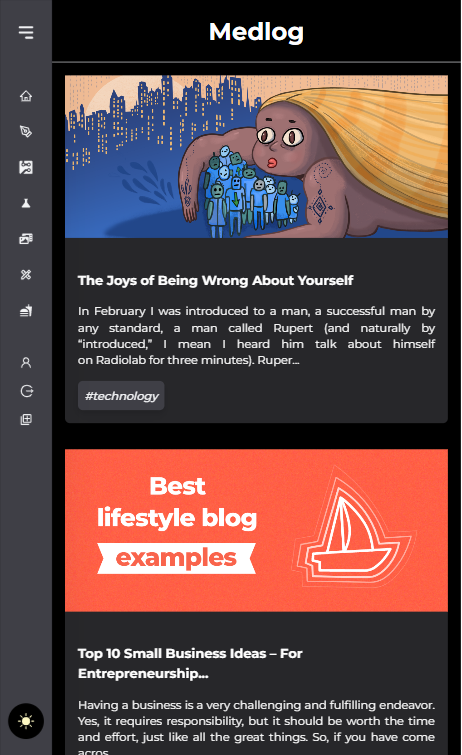 Medlog
The Joys of Being Wrong About Yourself
In February I was introduced to a man, a successful man by
any standard, a man called Rupert (and naturally by
“introduced,” I mean I heard him talk about himself
on Radiolab for three minutes). Ruper...
#technology
Best
lifestyle blog
examples
Top 10 Small Business Ideas – For
Entrepreneurship...
Having a business is a very challenging and fulfilling endeavor.
Yes, it requires responsibility, but it should be worth the time
and effort, just like all the great things. So, if you have come
acros...